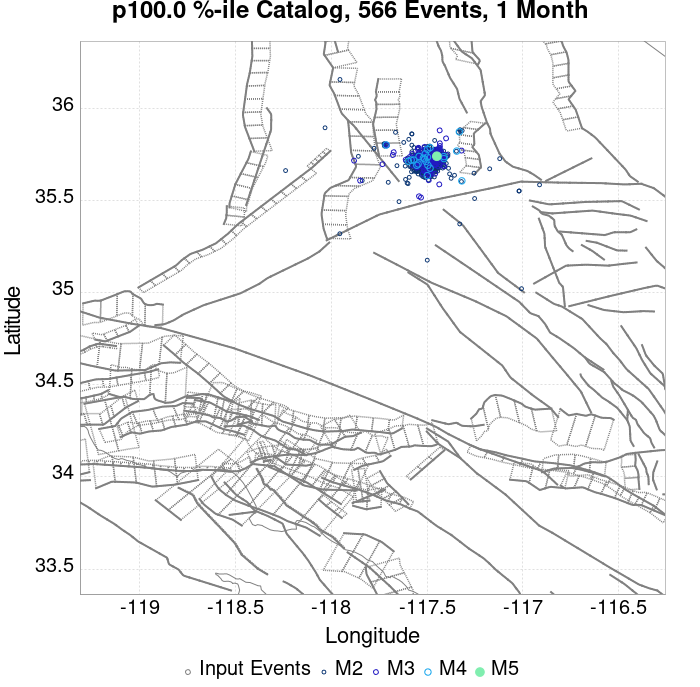 p100.0 %-ile Catalog, 566 Events, 1 Month
36
35.5
35
34.5
34
33.5
Latitude
-119 -118.5 -118 -117.5 -117 -116.5
Longitude
Input Events M2 M3 M4 M5